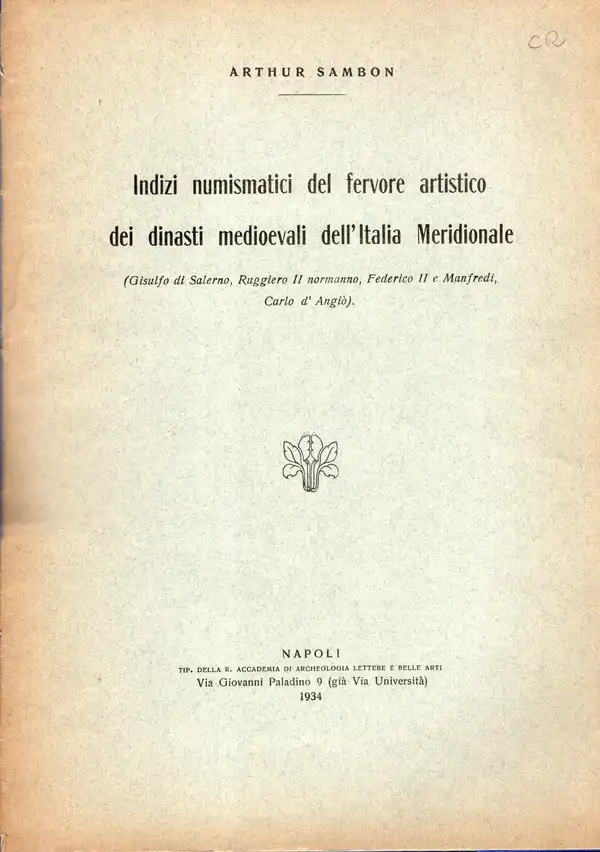 CR
ARTHUR SAMBON
Indizi numismatici del fervore artistico
dei dinasti medioevali dell'Italia Meridionale
(Gisulfo di Salerno, Ruggiero II normanno, Federico II e Manfredi,
Carlo d' Angiò).
NAPOLI
TIP. DELLA R. ACCADEMIA DI ARCHEOLOGIA LETTERE E BELLE ARTI
Via Giovanni Paladino 9 (già Via Università)
1934